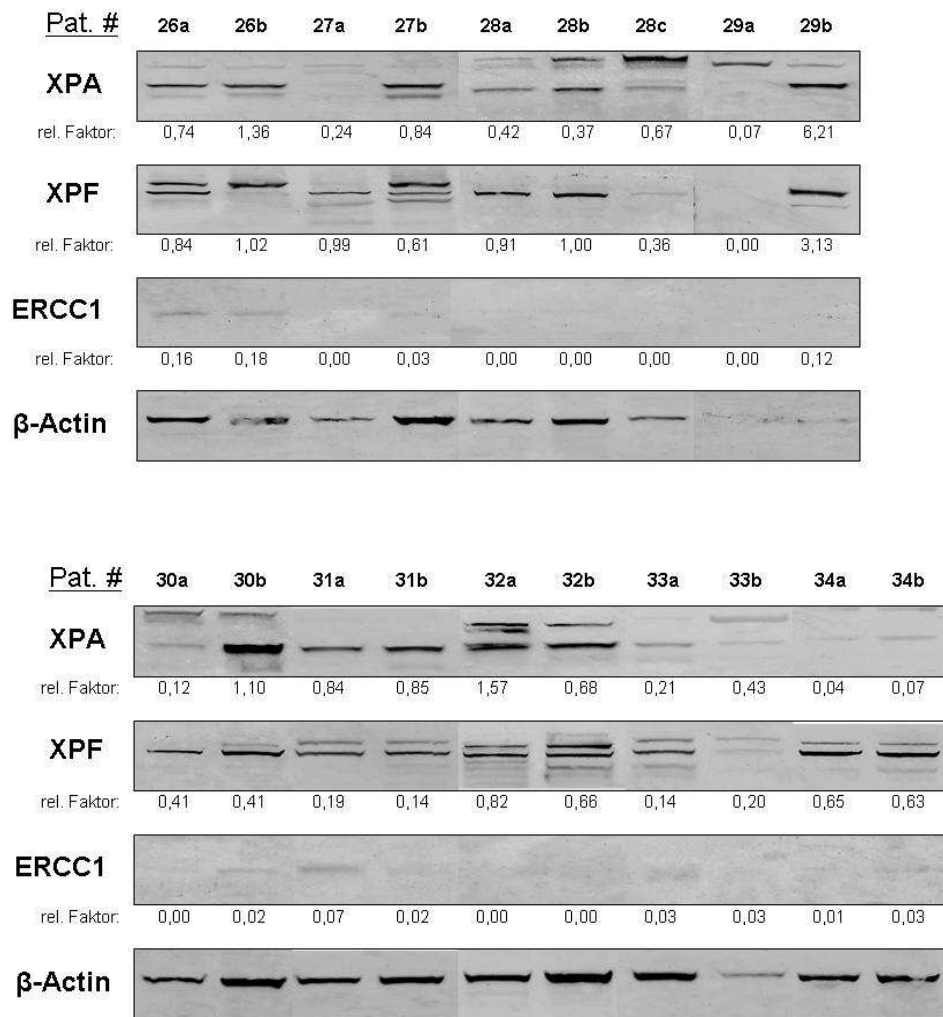 Pat. # 26a 26b 27a 27b 28a 28b 28c 29a 29b
XPA
rel. Faktor: 0,74 1,36 0,24 0,84 0,42 0,37 0,67 0,07 6,21
XPF
rel. Faktor: 0,84 1,02 0,99 0,61 0,91 1,00 0,36 0,00 3,13
ERCC1
rel. Faktor: 0,16 0,18 0,00 0,03 0,00 0,00 0,00 0,00 0,12
β-Actin
Pat. # 30a 30b 31a 31b 32a 32b 33a 33b 34a 34b
XPA
rel. Faktor: 0,12 1,10 0,84 0,85 1,57 0,68 0,21 0,43 0,04 0,07
XPF
rel. Faktor: 0,41 0,41 0,19 0,14 0,82 0,66 0,14 0,20 0,65 0,63
ERCC1
rel. Faktor: 0,00 0,02 0,07 0,02 0,00 0,00 0,03 0,03 0,01 0,03
β-Actin